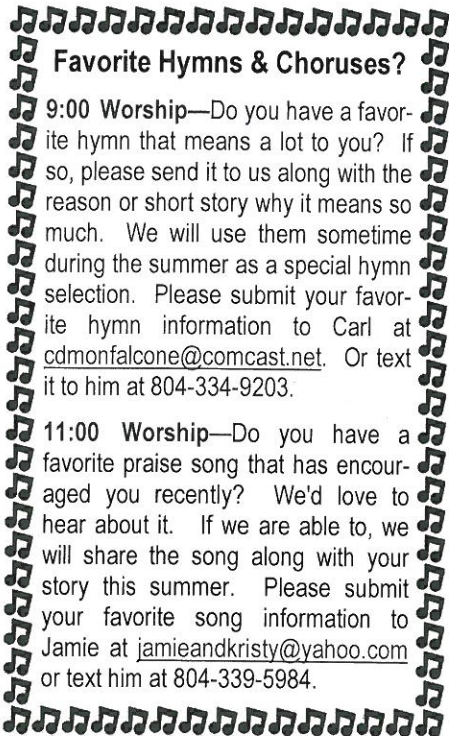 Favorite Hymns & Choruses?
9:00 Worship—Do you have a favor-
ite hymn that means a lot to you? If
so, please send it to us along with the
reason or short story why it means so
much. We will use them sometime
during the summer as a special hymn
selection. Please submit your favor-
ite hymn information to Carl at
cdmonfalcone@comcast.net. Or text
it to him at 804-334-9203.
11:00 Worship—Do you have a
favorite praise song that has encour-
aged you recently? We'd love to
hear about it. If we are able to, we
will share the song along with your
story this summer. Please submit
your favorite song information to
Jamie at jamieandkristy@yahoo.com
or text him at 804-339-5984.